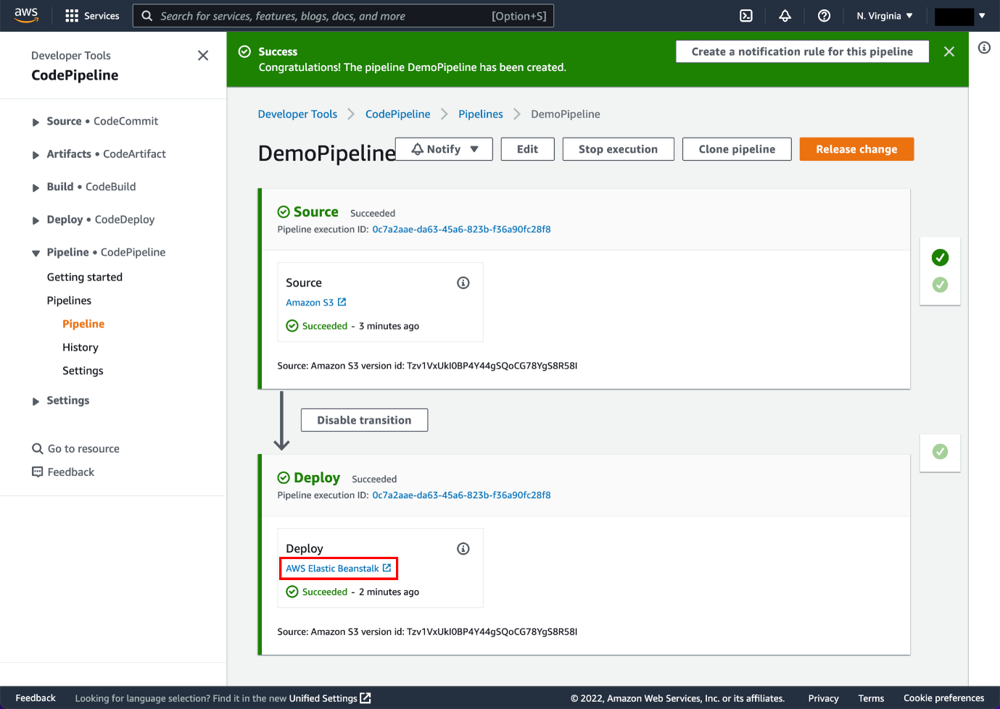 aws
Services
Search for services, features, blogs, docs, and more
[Option+S]
N. Virginia
Developer Tools
CodePipeline
Source • CodeCommit
Artifacts • CodeArtifact
Build • CodeBuild
Deploy • CodeDeploy
Pipeline • CodePipeline
Getting started
Pipelines
Pipeline
History
Settings
Settings
Go to resource
Feedback
Success
Congratulations! The pipeline DemoPipeline has been created.
Create a notification rule for this pipeline
Developer Tools
CodePipeline
Pipelines
DemoPipeline
DemoPipeline
Notify
Edit
Stop execution
Clone pipeline
Release change
Source Succeeded
Pipeline execution ID: 0c7a2aae-da63-45a6-823b-f36a90fc28f8
Source
Amazon S3
Succeeded - 3 minutes ago
Source: Amazon S3 version id: Tzv1VxUkI0BP4Y44gSQoCG78YgS8R58I
Disable transition
Deploy Succeeded
Pipeline execution ID: 0c7a2aae-da63-45a6-823b-f36a90fc28f8
Deploy
AWS Elastic Beanstalk
Succeeded - 2 minutes ago
Source: Amazon S3 version id: Tzv1VxUkI0BP4Y44gSQoCG78YgS8R58I
Feedback
Looking for language selection? Find it in the new Unified Settings
© 2022, Amazon Web Services, Inc. or its affiliates.
Privacy
Terms
Cookie preferences